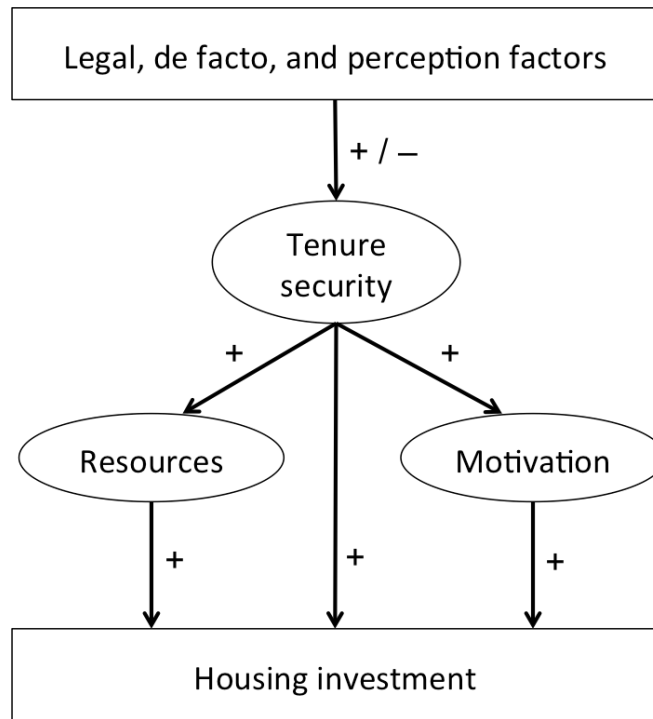 Legal, de facto, and perception factors
+ / –
Tenure
security
+
+
Resources
Motivation
+
+
+
Housing investment